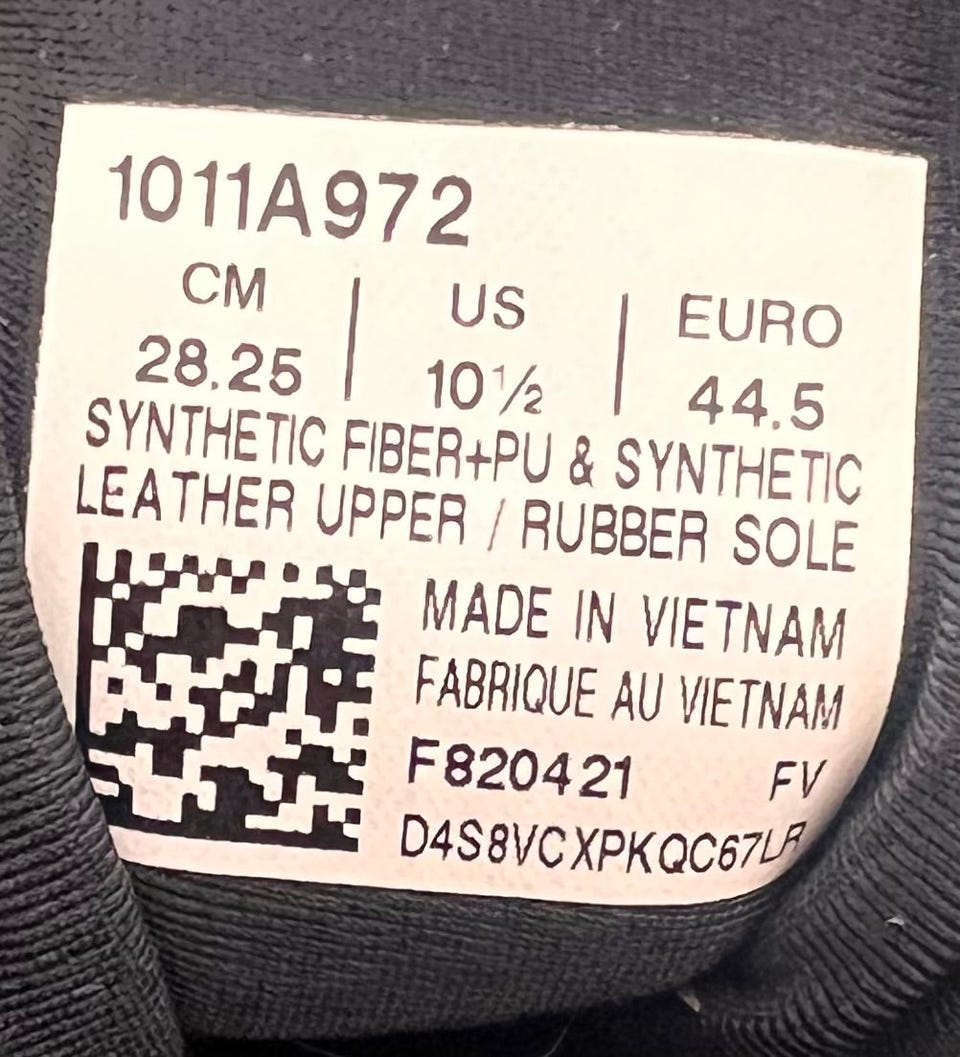 1011A972
CM | US | EURO
28.25 | 10½ | 44.5
SYNTHETIC FIBER+PU & SYNTHETIC
LEATHER UPPER / RUBBER SOLE
MADE IN VIETNAM
FABRIQUE AU VIETNAM
F820421 FV
D4S8VCXPKQC67LR